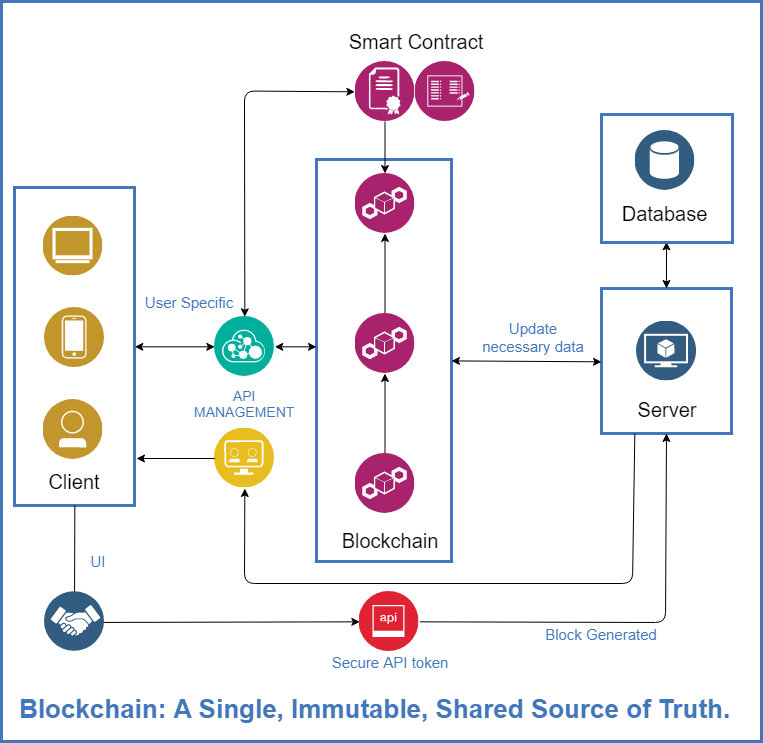 Smart Contract
Database
User Specific
Update
necessary data
API
MANAGEMENT
Server
Client
Blockchain
UI
api
Block Generated
Secure API token
Blockchain: A Single, Immutable, Shared Source of Truth.